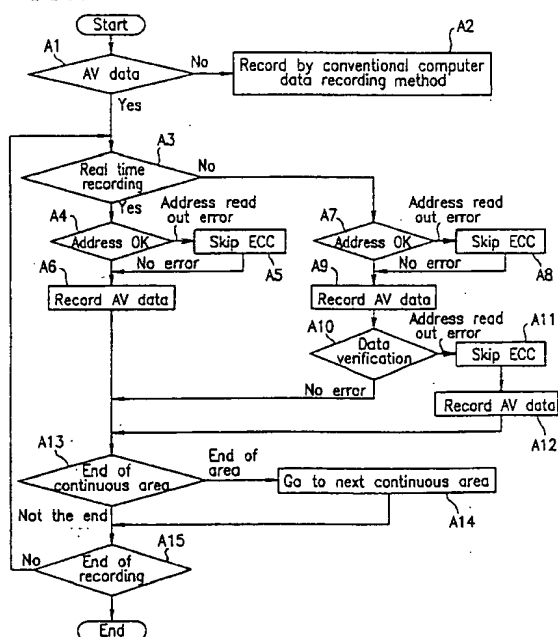 Start
A1
A2
AV data
No
Record by conventional computer
data recording method
Yes
A3
Real time
recording
No
Yes
A4
Address OK
Address read
out error
Skip ECC
A5
No error
A6
Record AV data
A7
Address OK
Address read
out error
Skip ECC
A8
No error
A9
Record AV data
A10
Data
verification
Address read
out error
A11
Skip ECC
No error
Record AV data
A12
A13
End of
continuous area
End of
area
Go to next continuous area
A14
Not the end
A15
End of
recording
No
End